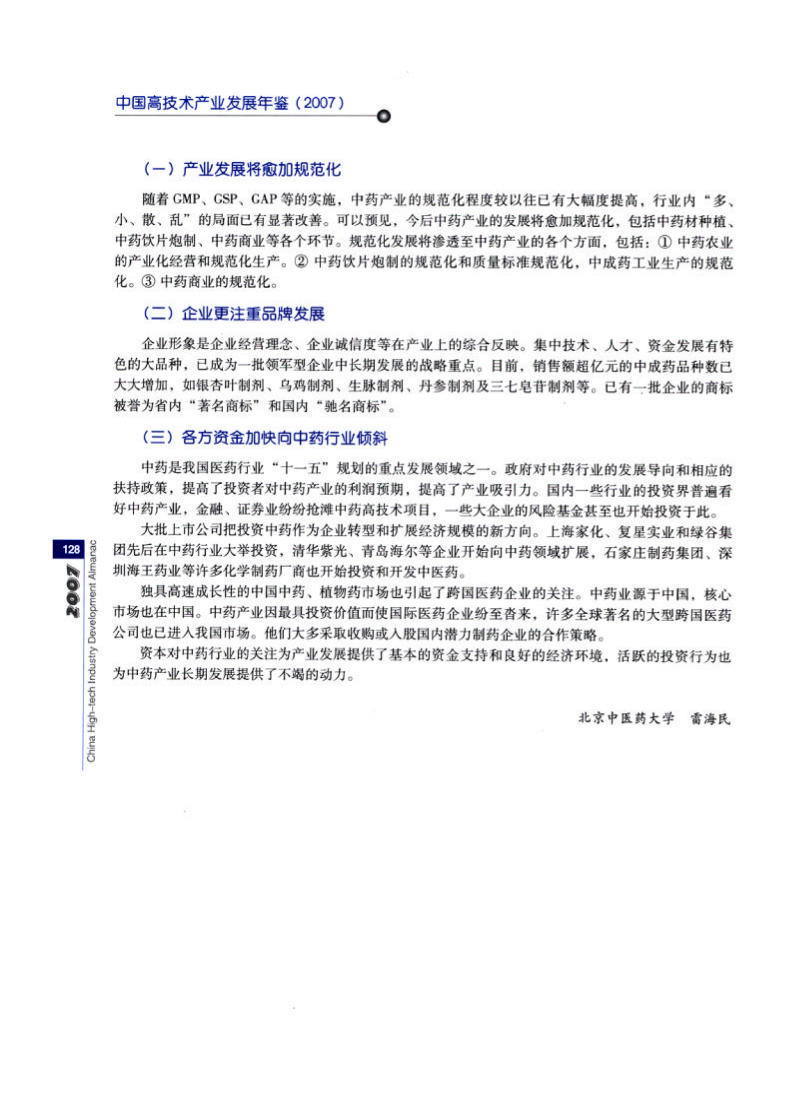 中国高技术产业发展年鉴（2007）
（一）产业发展将愈加规范化
随着 GMP、GSP、GAP 等的实施，中药产业的规范化程度较以往已有大幅度提高，行业内“多、
小、散、乱”的局面已有显著改善。可以预见，今后中药产业的发展将愈加规范化，包括中药材种植、
中药饮片炮制、中药商业等各个环节。规范化发展将渗透至中药产业的各个方面，包括：① 中药农业
的产业化经营和规范化生产。② 中药饮片炮制的规范化和质量标准规范化，中成药工业生产的规范
化。③ 中药商业的规范化。
（二）企业更注重品牌发展
企业形象是企业经营理念、企业诚信度等在产业上的综合反映。集中技术、人才、资金发展有特
色的大品种，已成为一批领军型企业中长期发展的战略重点。目前，销售额超亿元的中成药品种数已
大大增加，如银杏叶制剂、乌鸡制剂、生脉制剂、丹参制剂及三七皂苷制剂等。已有一批企业的商标
被誉为省内“著名商标”和国内“驰名商标”。
（三）各方资金加快向中药行业倾斜
中药是我国医药行业“十一五”规划的重点发展领域之一。政府对中药行业的发展导向和相应的
扶持政策，提高了投资者对中药产业的利润预期，提高了产业吸引力。国内一些行业的投资界普遍看
好中药产业，金融、证券业纷纷抢滩中药高技术项目，一些大企业的风险基金甚至也开始投资于此。
大批上市公司把投资中药作为企业转型和扩展经济规模的新方向。上海家化、复星实业和绿谷集
团先后在中药行业大举投资，清华紫光、青岛海尔等企业开始向中药领域扩展，石家庄制药集团、深
圳海王药业等许多化学制药厂商也开始投资和开发中医药。
独具高速成长性的中国中药、植物药市场也引起了跨国医药企业的关注。中药业源于中国，核心
市场也在中国。中药产业因最具投资价值而使国际医药企业纷至沓来，许多全球著名的大型跨国医药
公司也已进入我国市场。他们大多采取收购或入股国内潜力制药企业的合作策略。
资本对中药行业的关注为产业发展提供了基本的资金支持和良好的经济环境，活跃的投资行为也
为中药产业长期发展提供了不竭的动力。
北京中医药大学　雷海民
128
2007
China High-tech Industry Development Almanac